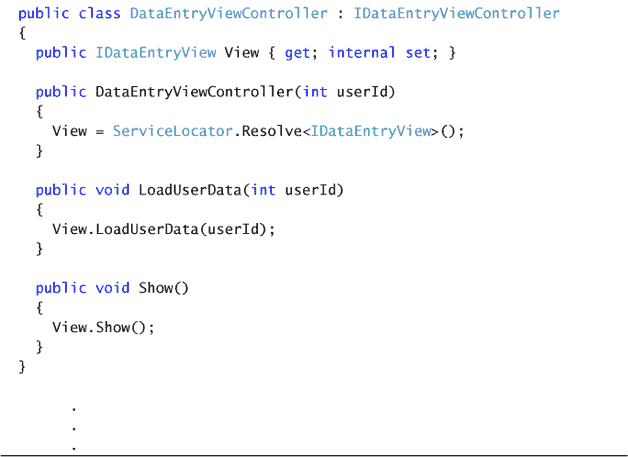 public class DataEntryViewController : IDataEntryViewController
{
  public IDataEntryView View { get; internal set; }
  public DataEntryViewController(int userId)
  {
    View = ServiceLocator.Resolve<IDataEntryView>();
  }
  public void LoadUserData(int userId)
  {
    View.LoadUserData(userId);
  }
  public void Show()
  {
    View.Show();
  }
}
.
.
.